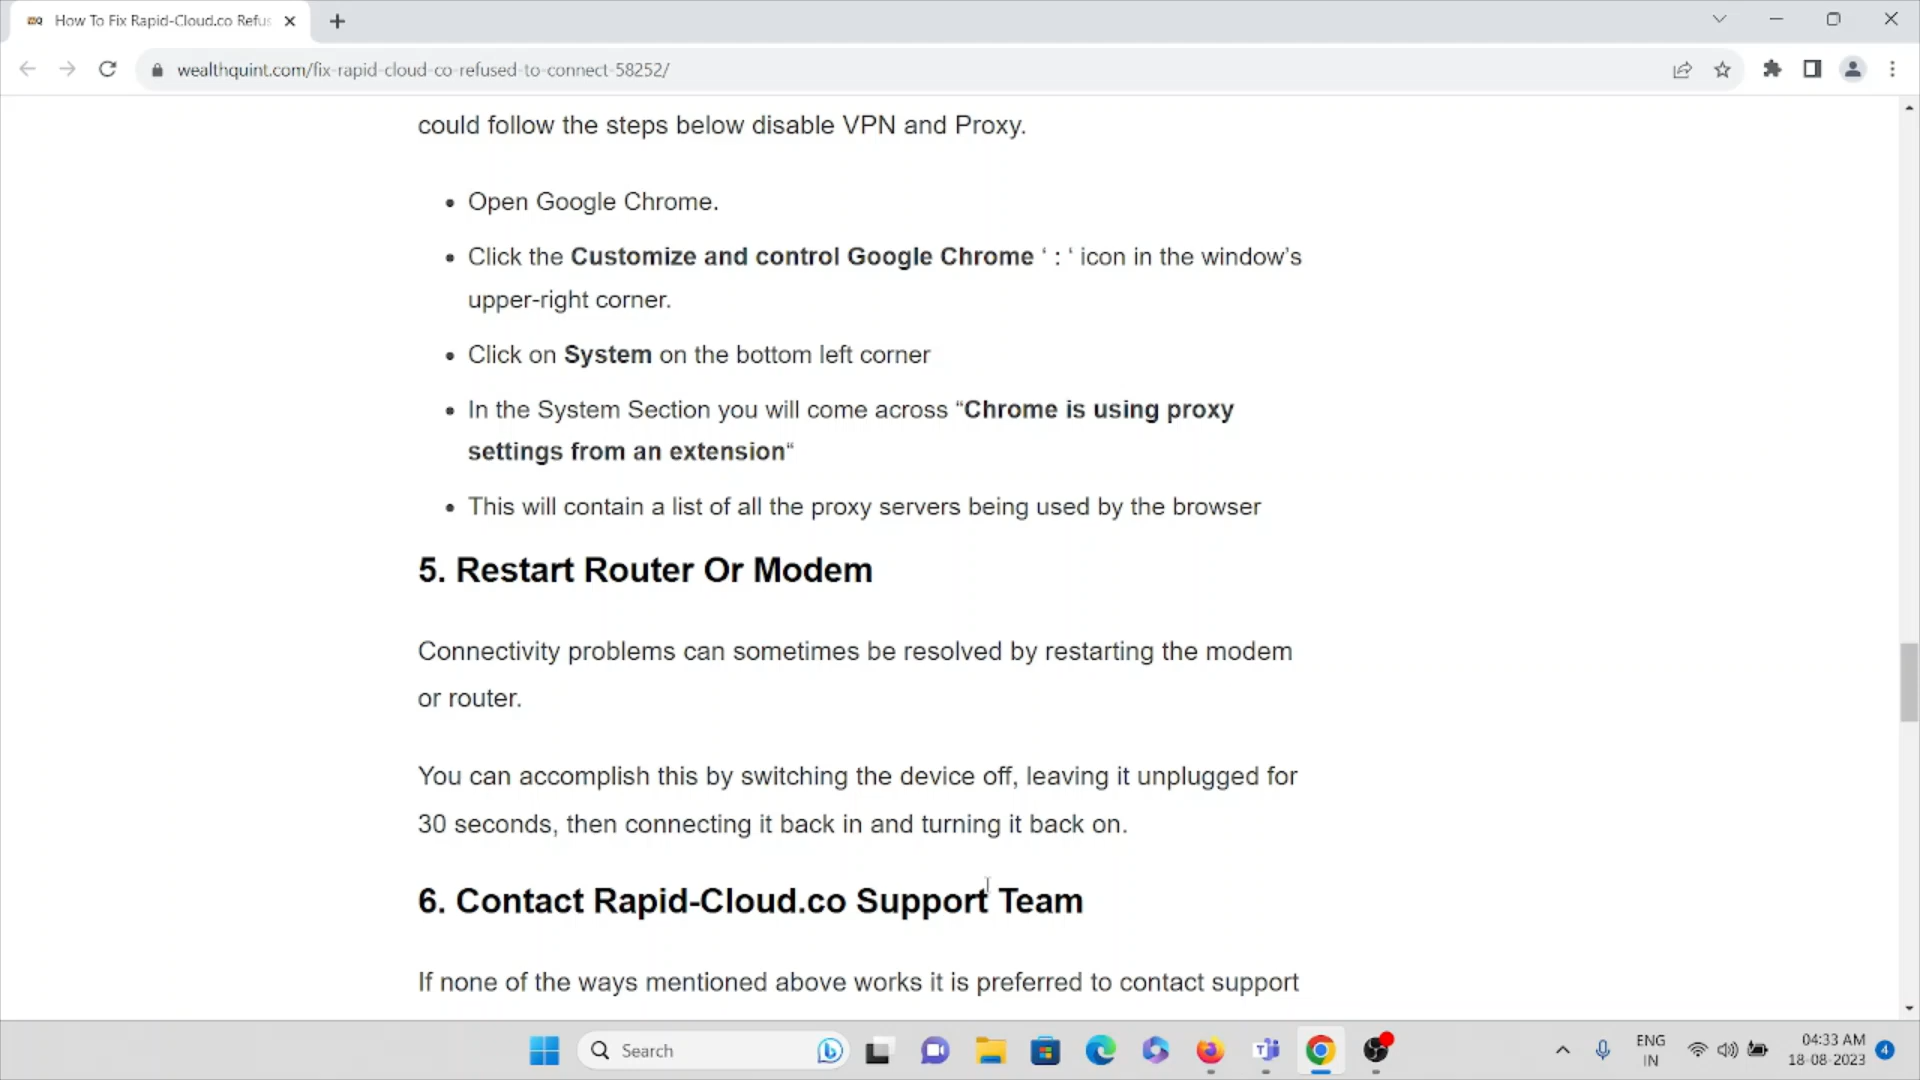 How To Fix Rapid-Cloud.co Refus
wealthquint.com/fix-rapid-cloud-co-refused-to-connect-58252/
could follow the steps below disable VPN and Proxy.
• Open Google Chrome.
• Click the Customize and control Google Chrome ‘ : ‘ icon in the window’s
upper-right corner.
• Click on System on the bottom left corner
• In the System Section you will come across “Chrome is using proxy
settings from an extension“
• This will contain a list of all the proxy servers being used by the browser
5. Restart Router Or Modem
Connectivity problems can sometimes be resolved by restarting the modem
or router.
You can accomplish this by switching the device off, leaving it unplugged for
30 seconds, then connecting it back in and turning it back on.
6. Contact Rapid-Cloud.co Support Team
If none of the ways mentioned above works it is preferred to contact support
Search
ENG
IN
04:33 AM
18-08-2023
4